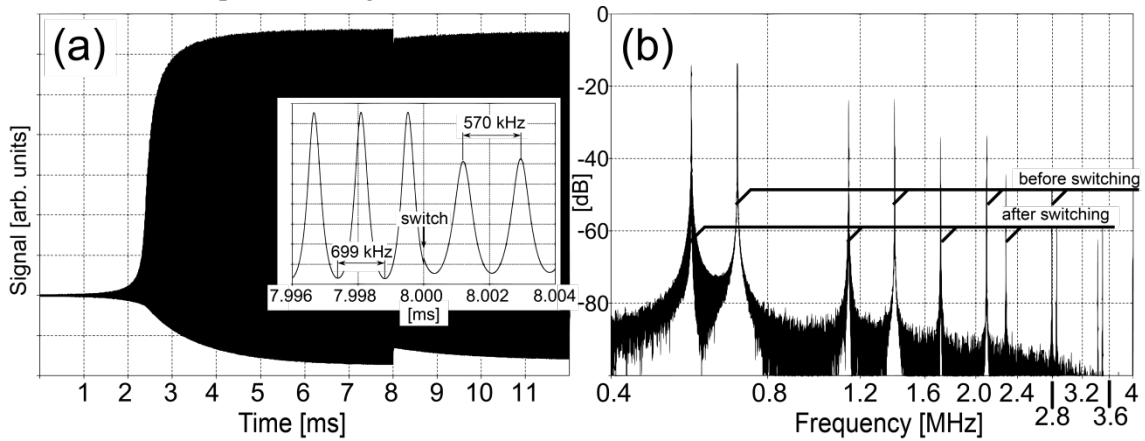 (a)
Signal [arb. units]
570 kHz
switch
699 kHz
7.996 7.998 8.000 8.002 8.004
[ms]
1 2 3 4 5 6 7 8 9 10 11
Time [ms]
(b)
0
-20
-40
[dB]
-60
-80
before switching
after switching
0.4 0.8 1.2 1.6 2.0 2.4 3.2 4
2.8 3.6
Frequency [MHz]